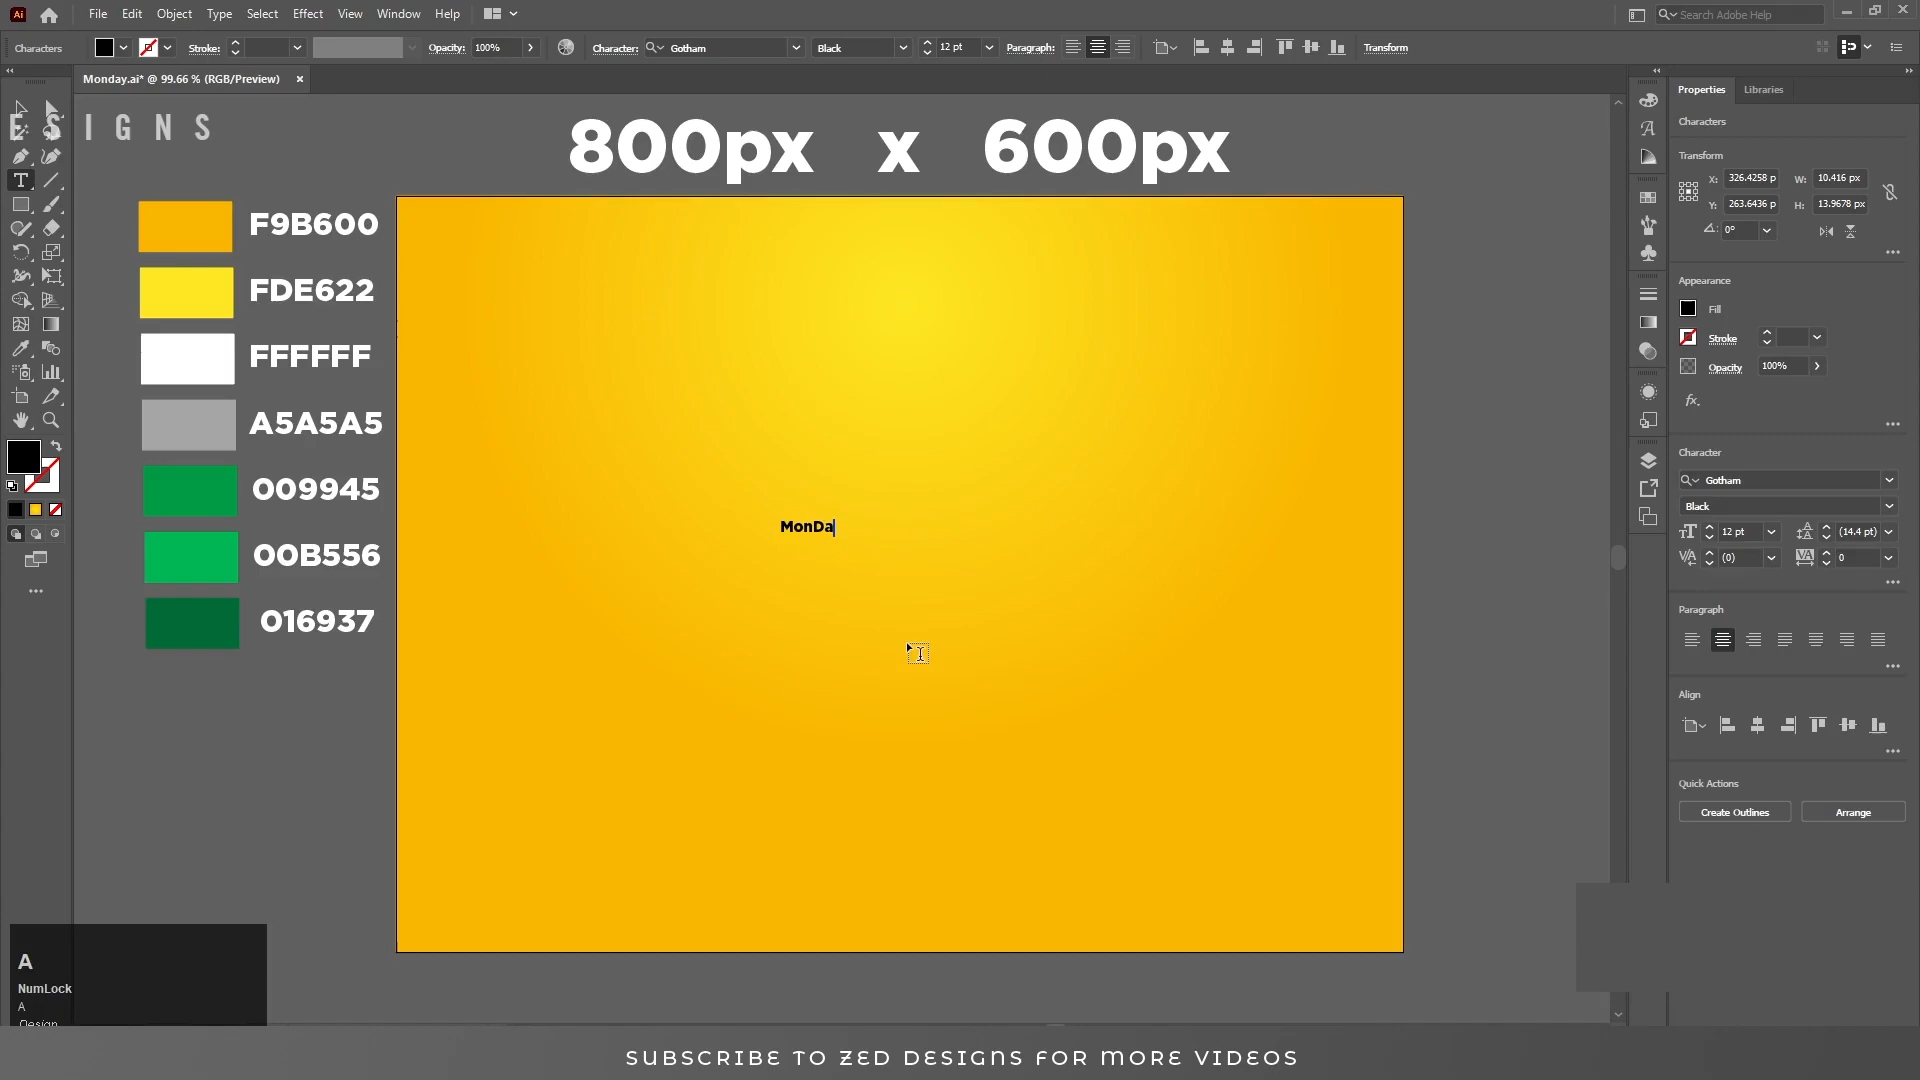 Ai File Edit Object Type Select Effect View Window Help Search Adobe Help
Characters Stroke: Opacity: 100% Character: Gotham Black 12 pt Paragraph: Transform
Monday.ai* @ 99.66 % (RGB/Preview) ×
ESIGNS
800px x 600px
F9B600
FDE622
FFFFFF
A5A5A5
009945
00B556
016937
MonDa
Properties Libraries
Characters
Transform
X: 326.4258 p W: 10.416 px
Y: 263.6436 p H: 13.9678 px
0°
Appearance
Fill
Stroke
Opacity 100%
fx.
Character
Gotham
Black
12 pt (14.4 pt)
(0) 0
Paragraph
Align
Quick Actions
Create Outlines Arrange
A
NumLock
A
Design
SUBSCRIBE TO ZED DESIGNS FOR MORE VIDEOS